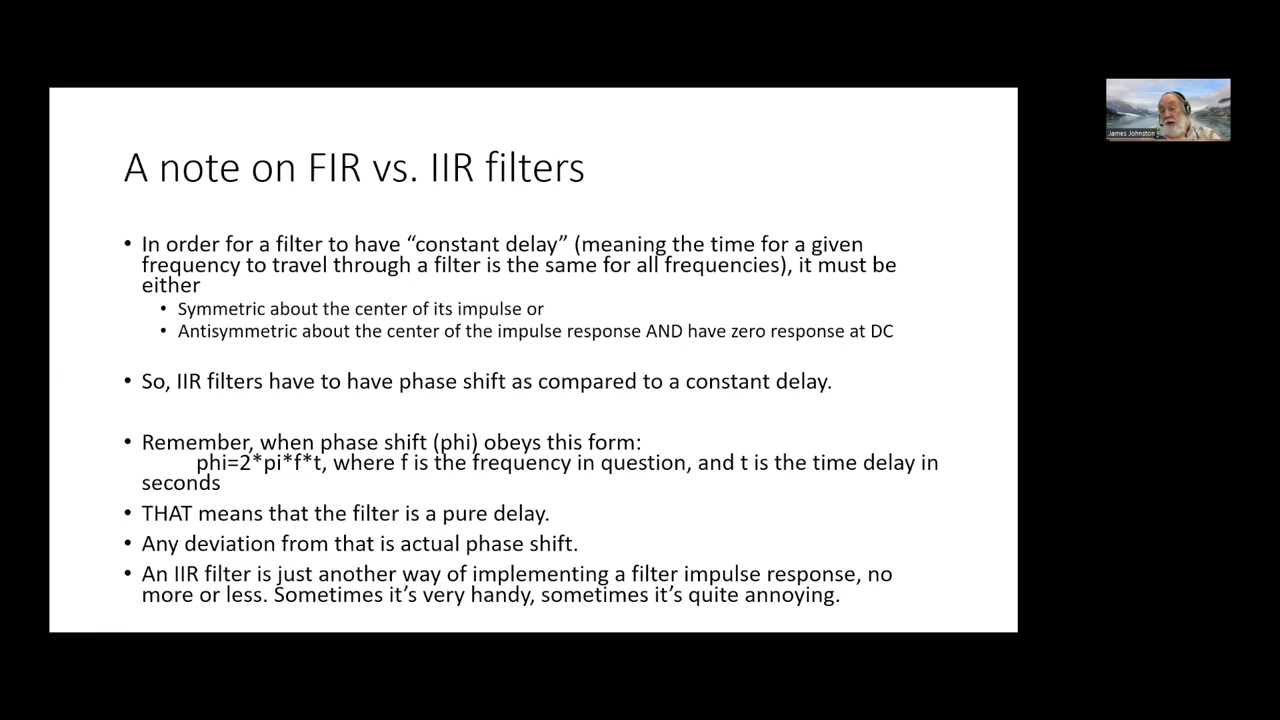 A note on FIR vs. IIR filters
• In order for a filter to have “constant delay” (meaning the time for a given
frequency to travel through a filter is the same for all frequencies), it must be
either
• Symmetric about the center of its impulse or
• Antisymmetric about the center of the impulse response AND have zero response at DC
• So, IIR filters have to have phase shift as compared to a constant delay.
• Remember, when phase shift (phi) obeys this form:
phi=2*pi*f*t, where f is the frequency in question, and t is the time delay in
seconds
• THAT means that the filter is a pure delay.
• Any deviation from that is actual phase shift.
• An IIR filter is just another way of implementing a filter impulse response, no
more or less. Sometimes it’s very handy, sometimes it’s quite annoying.
James Johnston